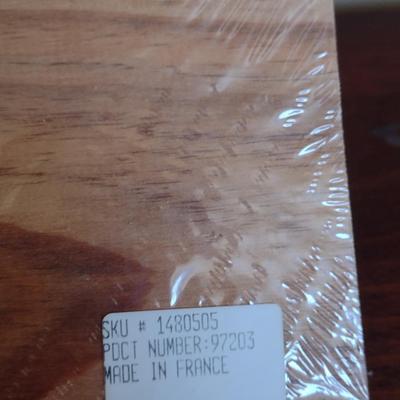 SKU # 1480505
PDCT NUMBER:97203
MADE IN FRANCE